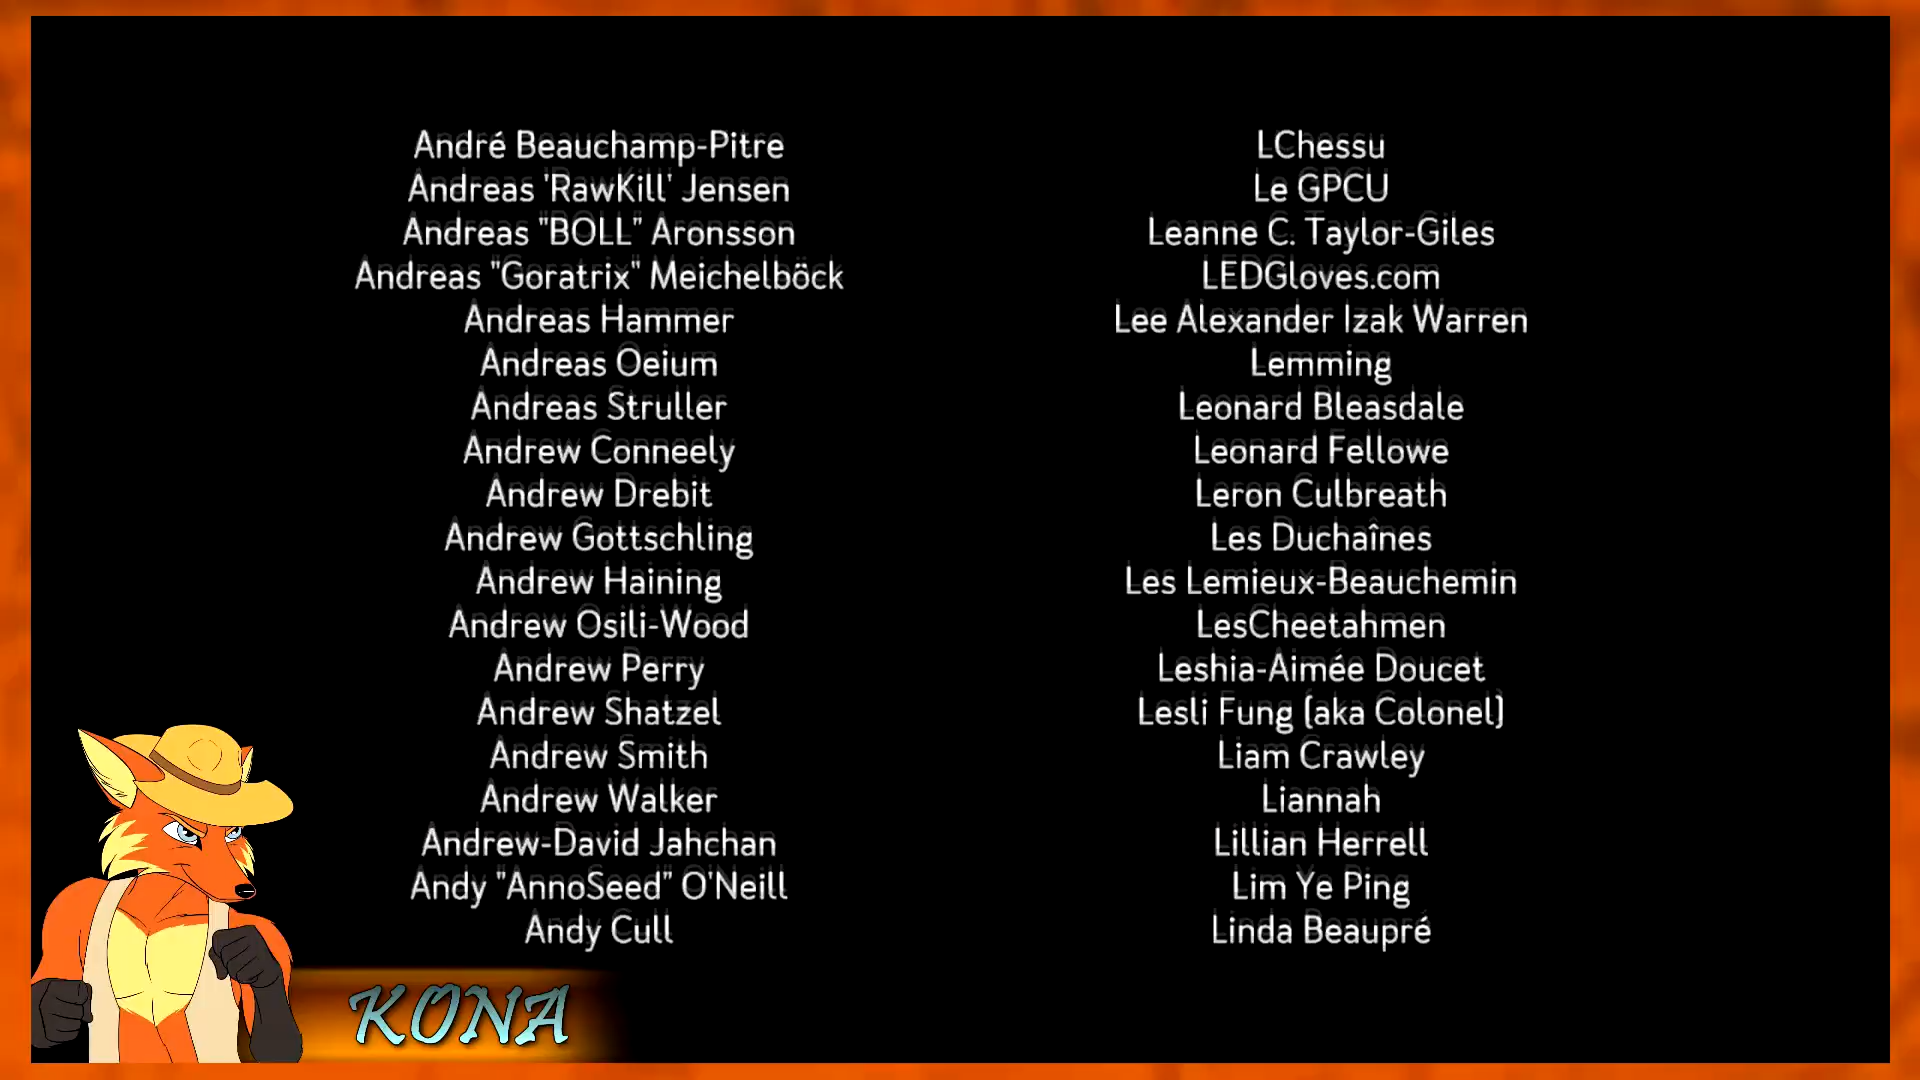 André Beauchamp-Pitre
Andreas 'RawKill' Jensen
Andreas "BOLL" Aronsson
Andreas "Goratrix" Meichelböck
Andreas Hammer
Andreas Oeium
Andreas Struller
Andrew Conneely
Andrew Drebit
Andrew Gottschling
Andrew Haining
Andrew Osili-Wood
Andrew Perry
Andrew Shatzel
Andrew Smith
Andrew Walker
Andrew-David Jahchan
Andy "AnnoSeed" O'Neill
Andy Cull
LChessu
Le GPCU
Leanne C. Taylor-Giles
LEDGloves.com
Lee Alexander Izak Warren
Lemming
Leonard Bleasdale
Leonard Fellowe
Leron Culbreath
Les Duchaînes
Les Lemieux-Beauchemin
LesCheetahmen
Leshia-Aimée Doucet
Lesli Fung (aka Colonel)
Liam Crawley
Liannah
Lillian Herrell
Lim Ye Ping
Linda Beaupré
KONA